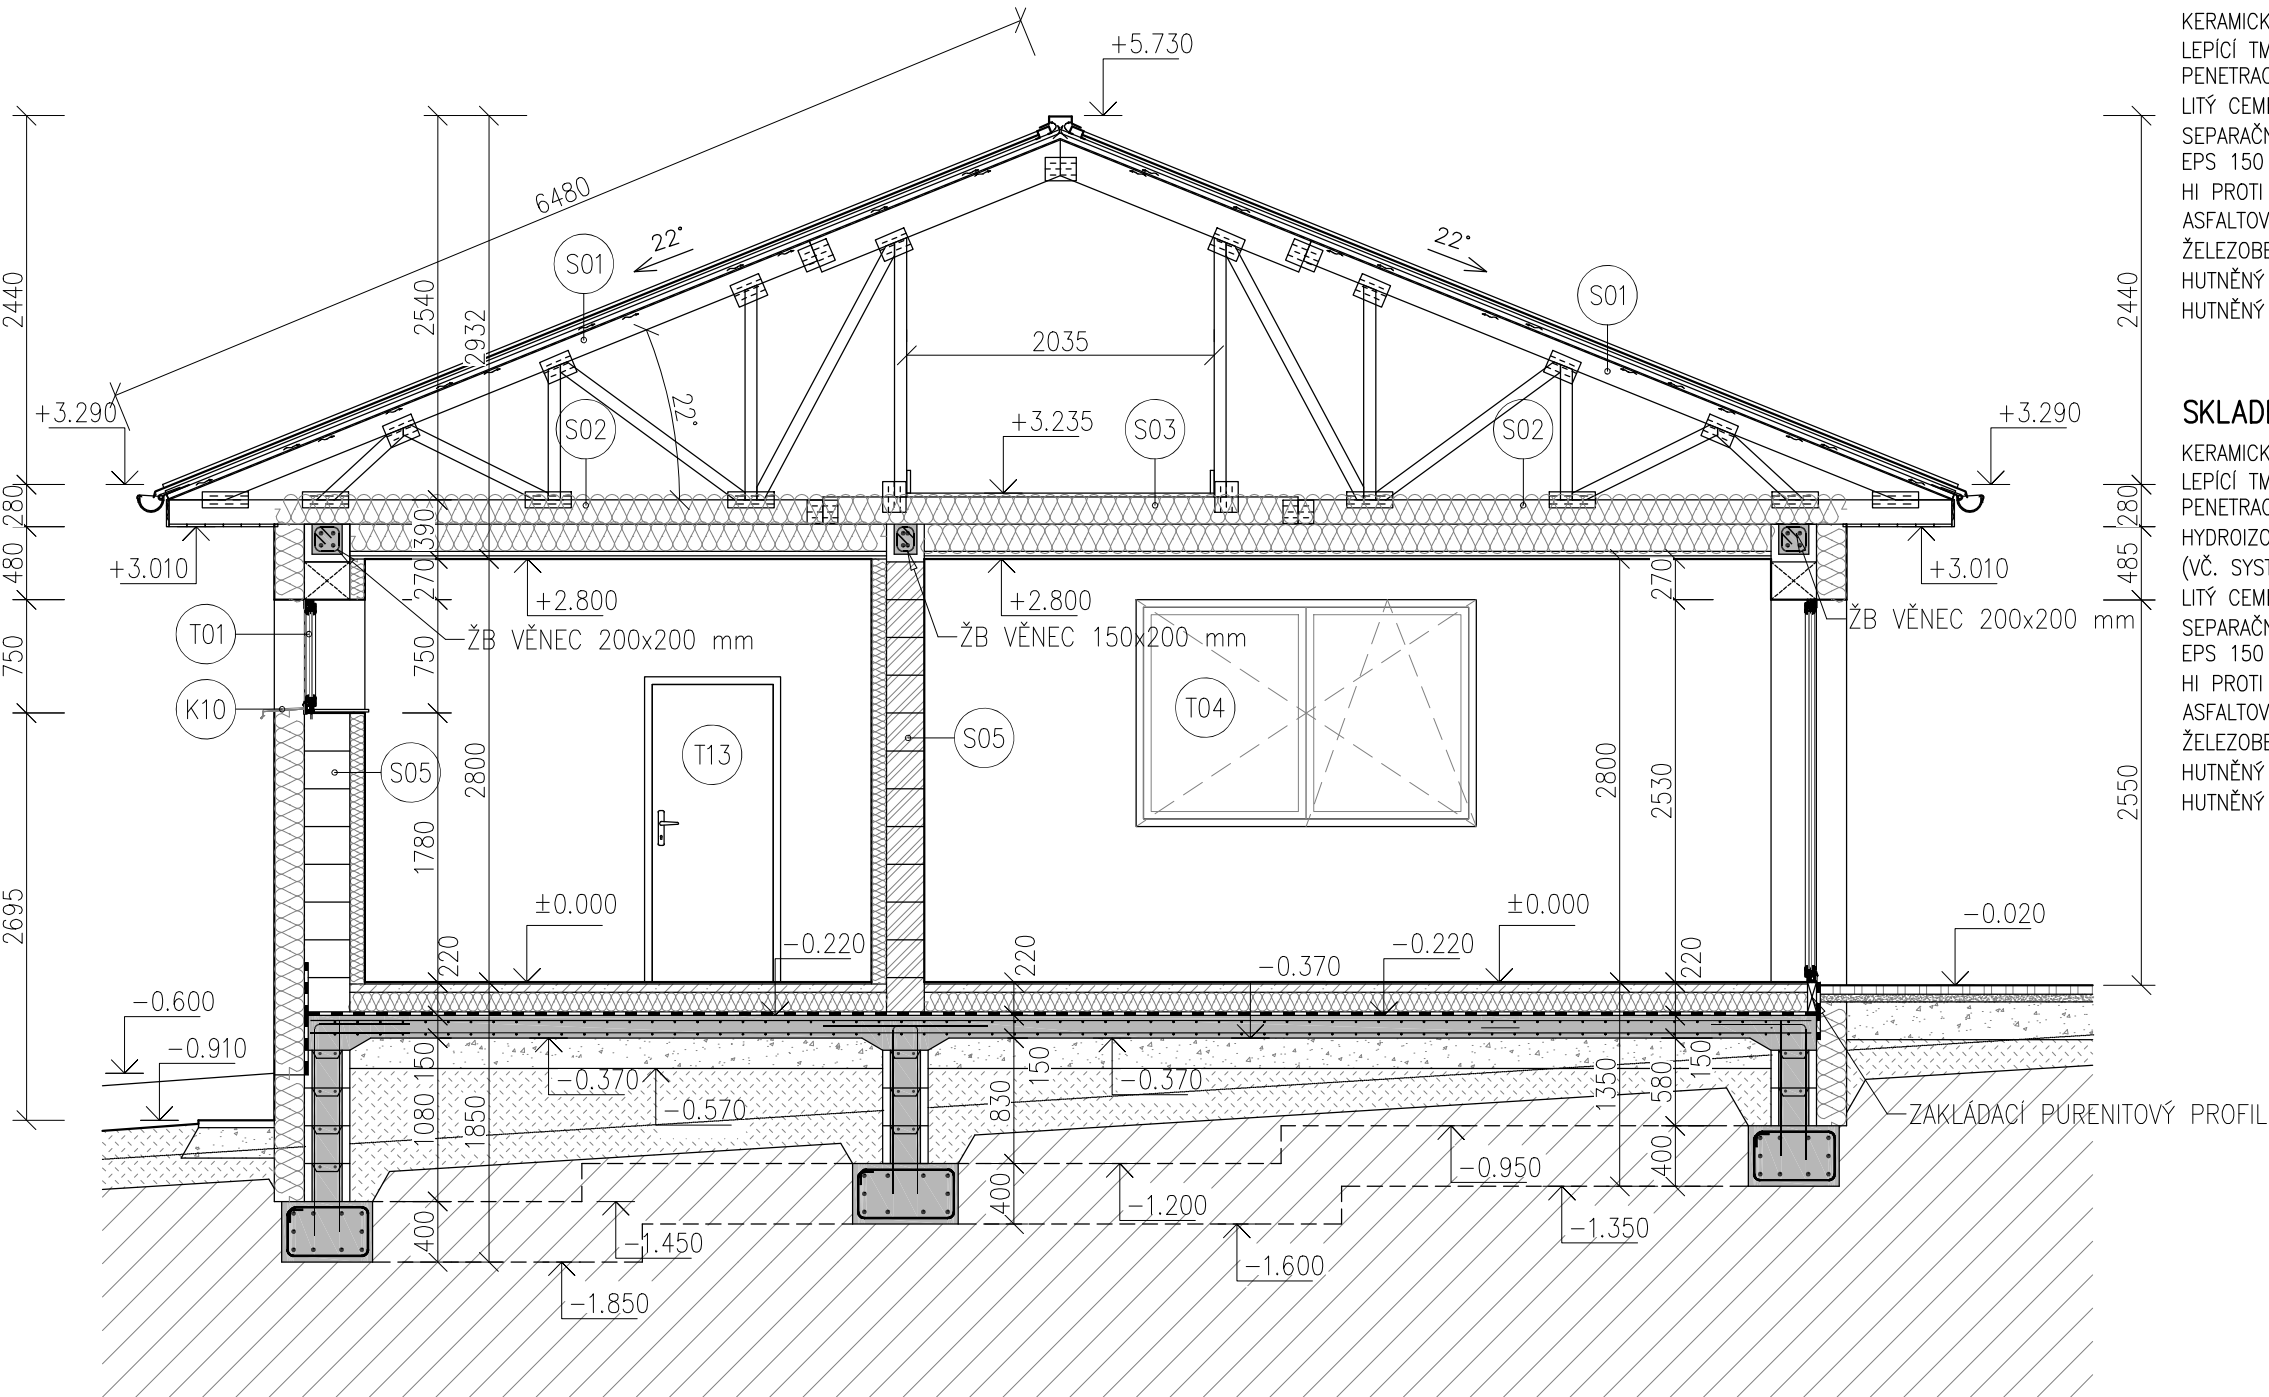 +5.730
6480
22°
22°
S01
S01
2440
2540
2932
2440
2035
22°
+3.290
S02
+3.235
S03
S02
+3.290
280
390
280
480
270
+3.010
+2.800
+2.800
270
+3.010
485
ŽB VĚNEC 200x200 mm
ŽB VĚNEC 150x200 mm
ŽB VĚNEC 200x200 mm
T01
750
750
K10
T04
T13
S05
S05
2800
2800
2530
2550
1780
2695
±0.000
±0.000
-0.020
-0.220
-0.220
-0.370
220
220
220
-0.600
-0.910
150
-0.370
-0.570
150
-0.370
150
1080
1850
830
1350
580
ZAKLÁDACÍ PURENITOVÝ PROFIL
-0.950
-1.200
400
400
400
-1.450
-1.350
-1.600
-1.850
KERAMICK
LEPÍCÍ TM
PENETRAC
LITÝ CEM
SEPARAČN
EPS 150
HI PROTI
ASFALTOV
ŽELEZOBE
HUTNĚNÝ
HUTNĚNÝ
SKLAD
KERAMICK
LEPÍCÍ TM
PENETRAC
HYDROIZO
(VČ. SYST
LITÝ CEM
SEPARAČN
EPS 150
HI PROTI
ASFALTOV
ŽELEZOBE
HUTNĚNÝ
HUTNĚNÝ